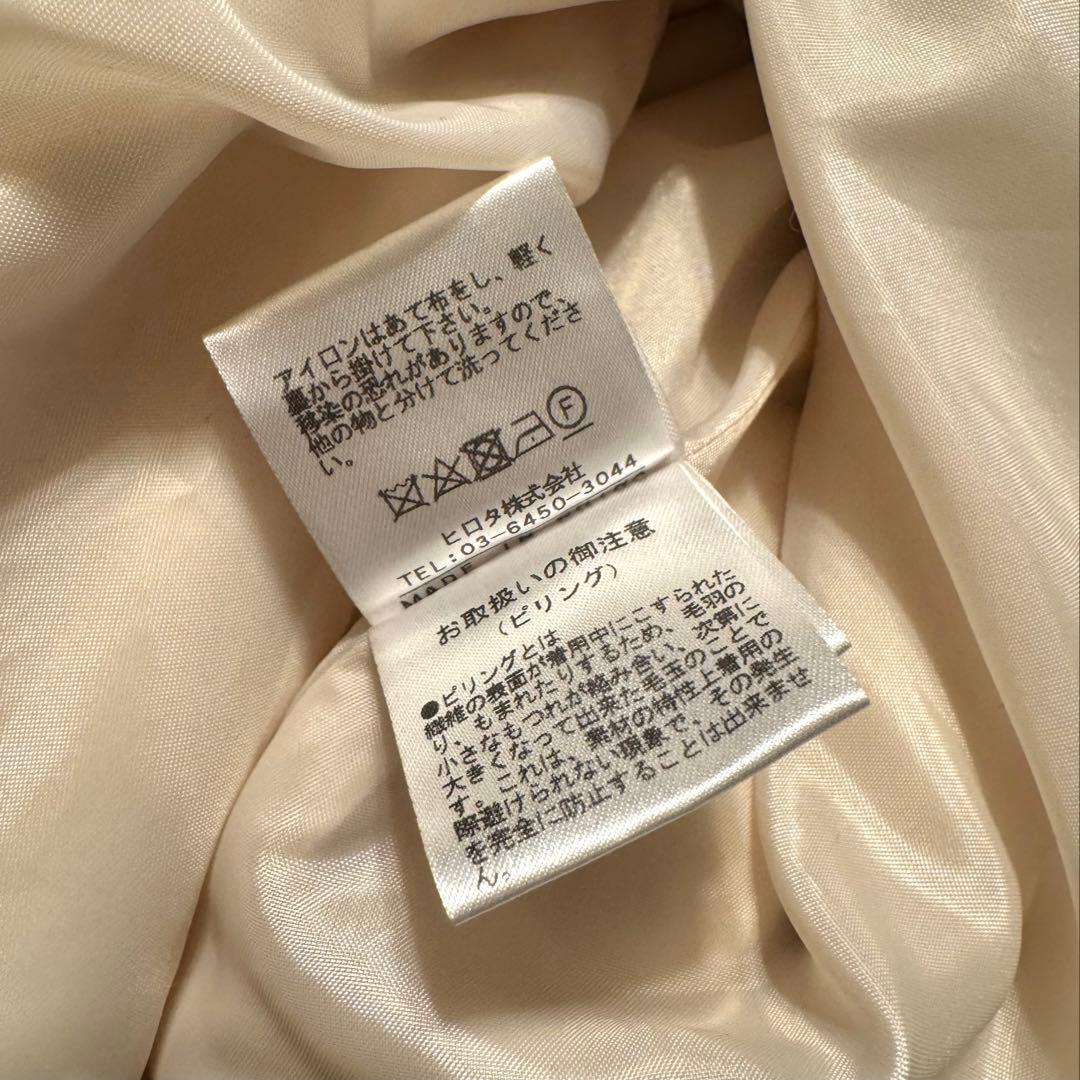 アイロンはあて布をし、軽く
裏から掛けて下さい。
移染の恐れがありますので、
他の物と分けて洗ってくださ
い。
F
ヒロタ株式会社
TEL:03-6450-3044
MADE IN
お取扱いの御注意
(ピリング)
●ピリングとは
繊維の表面が着用中にこすられた
り、もまれたりするため、毛羽の
小さなもつれが絡み合い、次第に
大きくなって出来た毛玉のことで
す。これは、素材の特性上着用の
際避けられない現象で、その発生
を完全に防止することは出来ませ
ん。